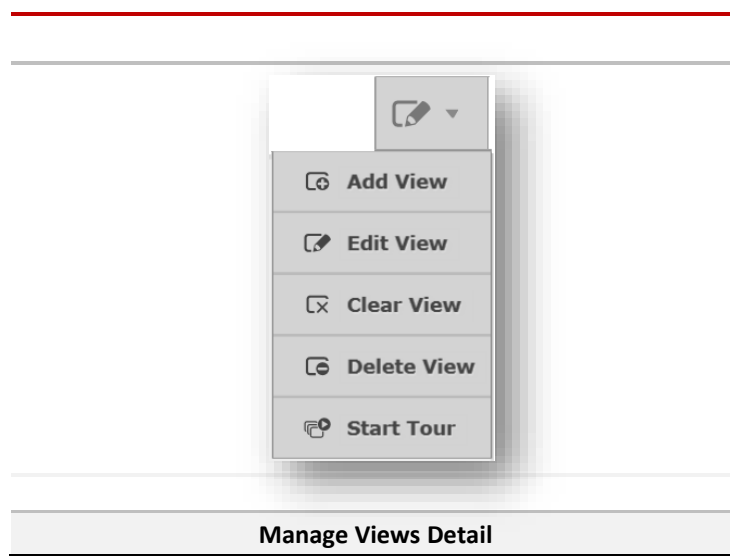 Add View
Edit View
Clear View
Delete View
Start Tour
Manage Views Detail